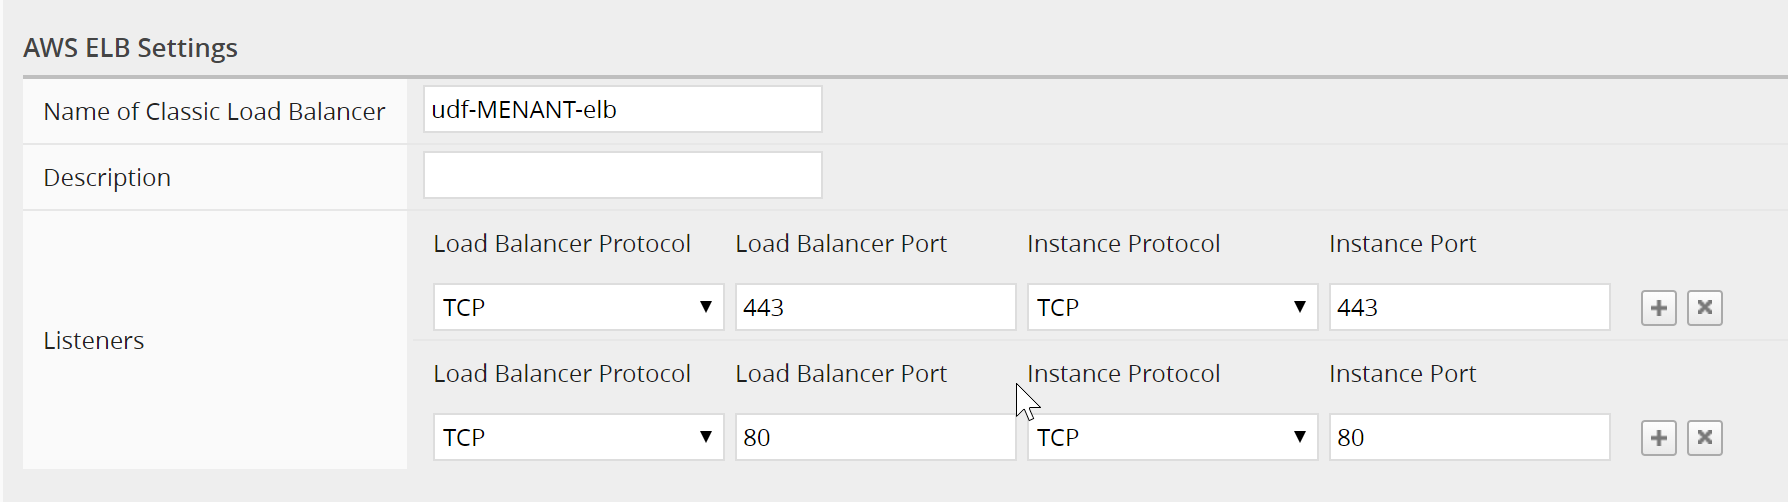 AWS ELB Settings
Name of Classic Load Balancer udf-MENANT-elb
Description
Listeners
Load Balancer Protocol Load Balancer Port Instance Protocol Instance Port
TCP 443 TCP 443
Load Balancer Protocol Load Balancer Port Instance Protocol Instance Port
TCP 80 TCP 80